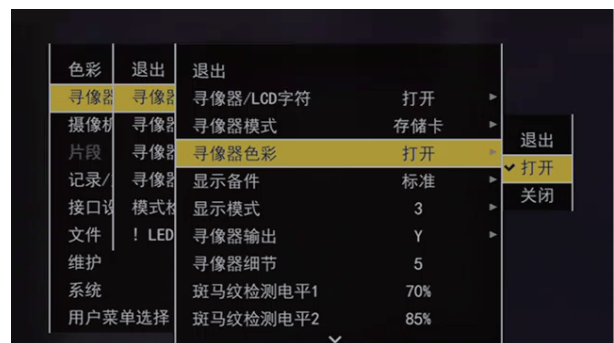 色彩
寻像器
摄像机
片段
记录/
接口设
文件
维护
系统
用户菜单选择
退出
寻像器
寻像器
寻像器
寻像器
模式检
! LED
退出
寻像器/LCD字符 打开
寻像器模式 存储卡
寻像器色彩 打开
显示备件 标准
显示模式 3
寻像器输出 Y
寻像器细节 5
斑马纹检测电平1 70%
斑马纹检测电平2 85%
退出
打开
关闭